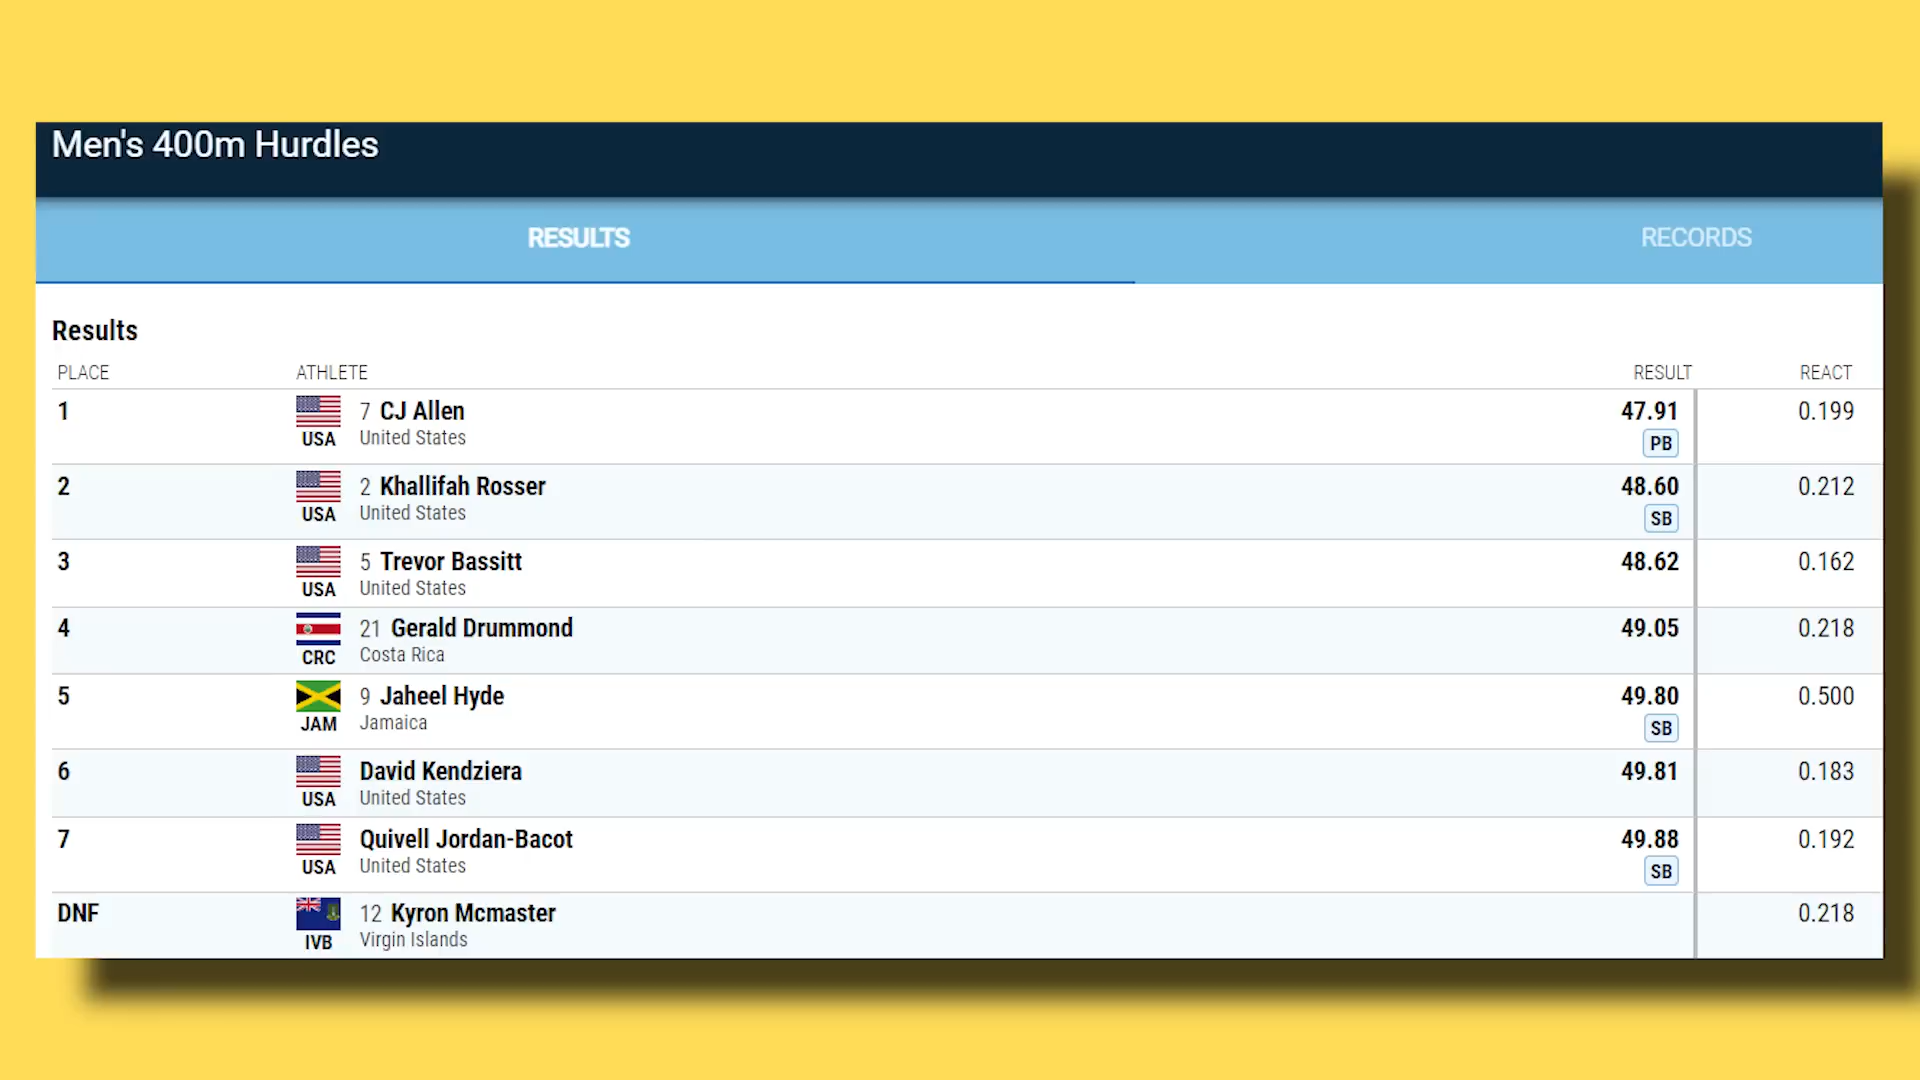 Men's 400m Hurdles
RESULTS RECORDS
Results
PLACE ATHLETE RESULT REACT
1 7 CJ Allen 47.91 0.199
USA United States PB
2 2 Khallifah Rosser 48.60 0.212
USA United States SB
3 5 Trevor Bassitt 48.62 0.162
USA United States
4 21 Gerald Drummond 49.05 0.218
CRC Costa Rica
5 9 Jaheel Hyde 49.80 0.500
JAM Jamaica SB
6 David Kendziera 49.81 0.183
USA United States
7 Quivell Jordan-Bacot 49.88 0.192
USA United States SB
DNF 12 Kyron Mcmaster 0.218
IVB Virgin Islands